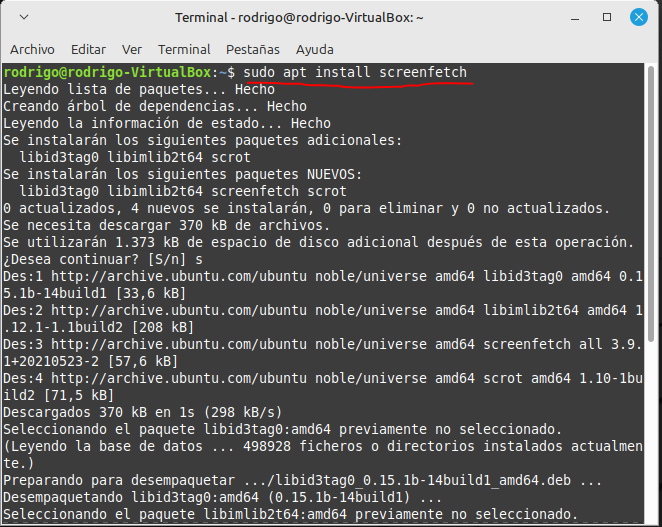 Terminal - rodrigo@rodrigo-VirtualBox: ~
Archivo Editar Ver Terminal Pestañas Ayuda
rodrigo@rodrigo-VirtualBox:~$ sudo apt install screenfetch
Leyendo lista de paquetes... Hecho
Creando árbol de dependencias... Hecho
Leyendo la información de estado... Hecho
Se instalarán los siguientes paquetes adicionales:
  libid3tag0 libimlib2t64 scrot
Se instalarán los siguientes paquetes NUEVOS:
  libid3tag0 libimlib2t64 screenfetch scrot
0 actualizados, 4 nuevos se instalarán, 0 para eliminar y 0 no actualizados.
Se necesita descargar 370 kB de archivos.
Se utilizarán 1.373 kB de espacio de disco adicional después de esta operación.
¿Desea continuar? [S/n] s
Des:1 http://archive.ubuntu.com/ubuntu noble/universe amd64 libid3tag0 amd64 0.1
5.1b-14build1 [33,6 kB]
Des:2 http://archive.ubuntu.com/ubuntu noble/universe amd64 libimlib2t64 amd64 1
.12.1-1.1build2 [208 kB]
Des:3 http://archive.ubuntu.com/ubuntu noble/universe amd64 screenfetch all 3.9.
1+20210523-2 [57,6 kB]
Des:4 http://archive.ubuntu.com/ubuntu noble/universe amd64 scrot amd64 1.10-1bu
ild2 [71,5 kB]
Descargados 370 kB en 1s (298 kB/s)
Seleccionando el paquete libid3tag0:amd64 previamente no seleccionado.
(Leyendo la base de datos ... 498928 ficheros o directorios instalados actualmen
te.)
Preparando para desempaquetar .../libid3tag0_0.15.1b-14build1_amd64.deb ...
Desempaquetando libid3tag0:amd64 (0.15.1b-14build1) ...
Seleccionando el paquete libimlib2t64:amd64 previamente no seleccionado.